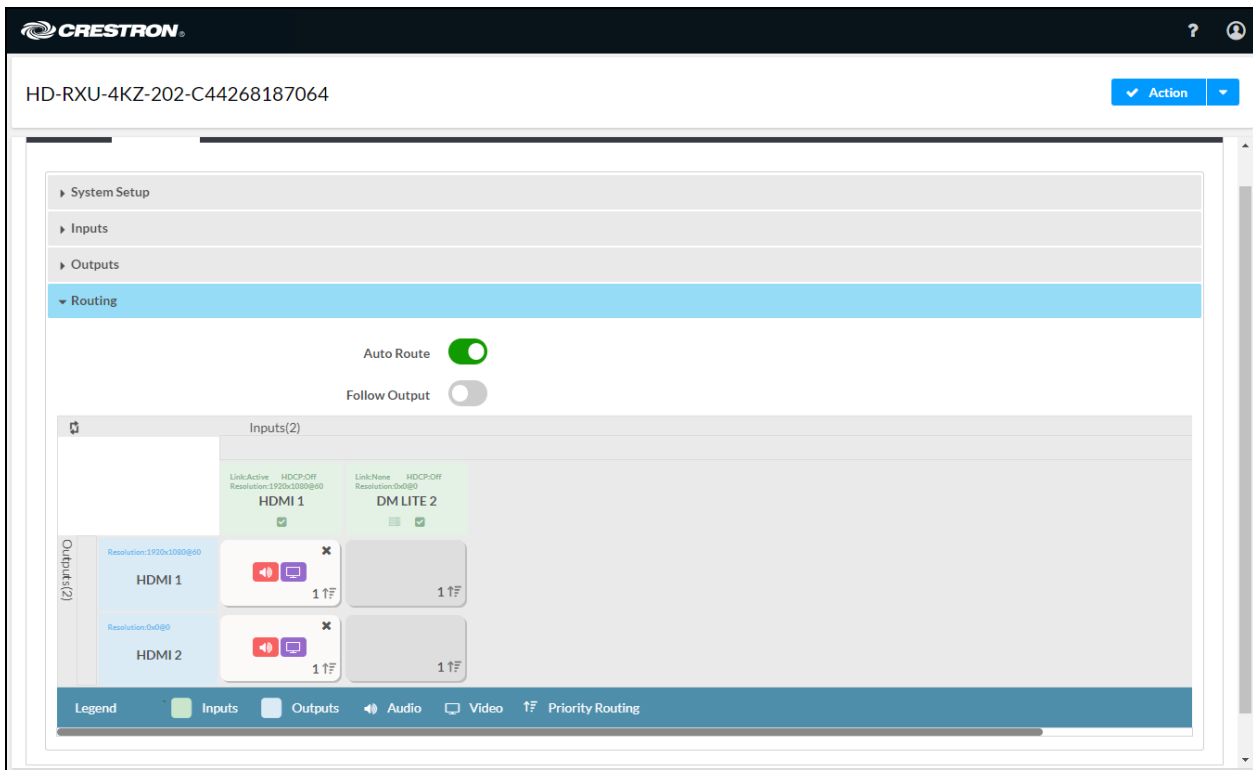 CRESTRON®
?
HD-RXU-4KZ-202-C44268187064
Action
System Setup
Inputs
Outputs
Routing
Auto Route
Follow Output
Inputs(2)
Link:Active HDCP:Off
Resolution:1920x1080@60
HDMI 1
Link:None HDCP:Off
Resolution:0x0@0
DM LITE 2
Outputs(2)
Resolution:1920x1080@60
HDMI 1
1
1
Resolution:0x0@0
HDMI 2
1
1
Legend Inputs Outputs Audio Video Priority Routing